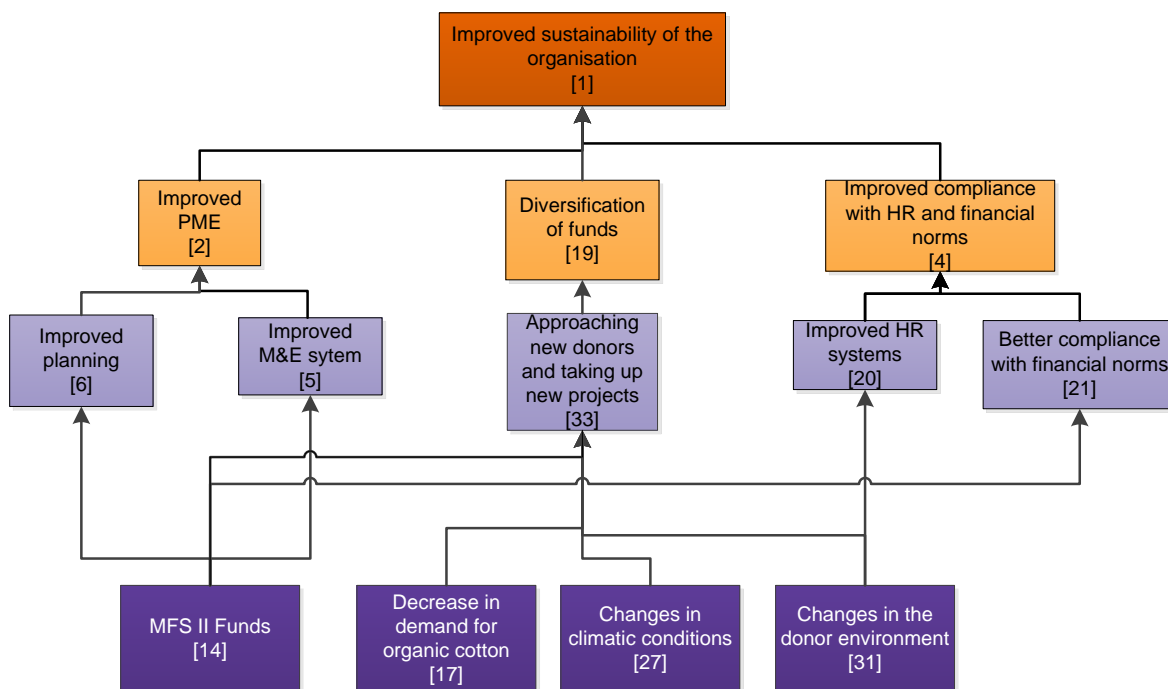 Improved sustainability of the
organisation
[1]
Improved
PME
[2]
Diversification
of funds
[19]
Improved compliance
with HR and financial
norms
[4]
Improved
planning
[6]
Improved
M&E sytem
[5]
Approaching
new donors
and taking up
new projects
[33]
Improved HR
systems
[20]
Better compliance
with financial norms
[21]
MFS II Funds
[14]
Decrease in
demand for
organic cotton
[17]
Changes in
climatic conditions
[27]
Changes in the
donor environment
[31]